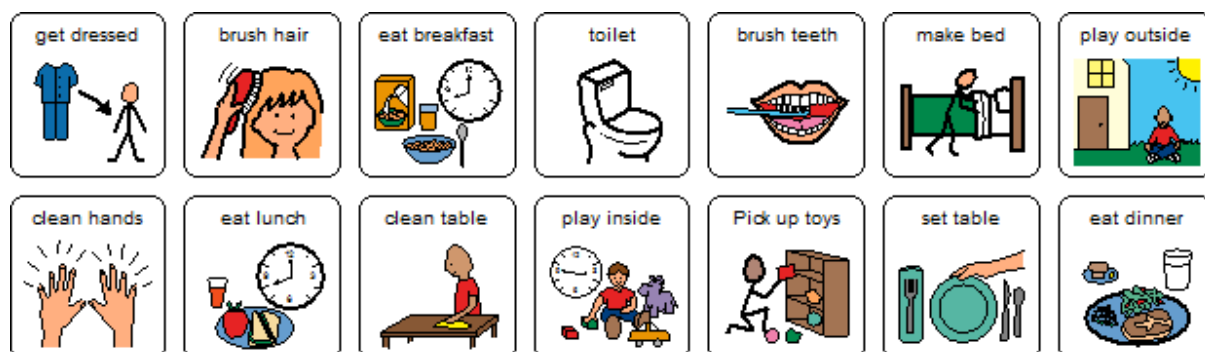 get dressed
brush hair
eat breakfast
toilet
brush teeth
make bed
play outside
clean hands
eat lunch
clean table
play inside
Pick up toys
set table
eat dinner